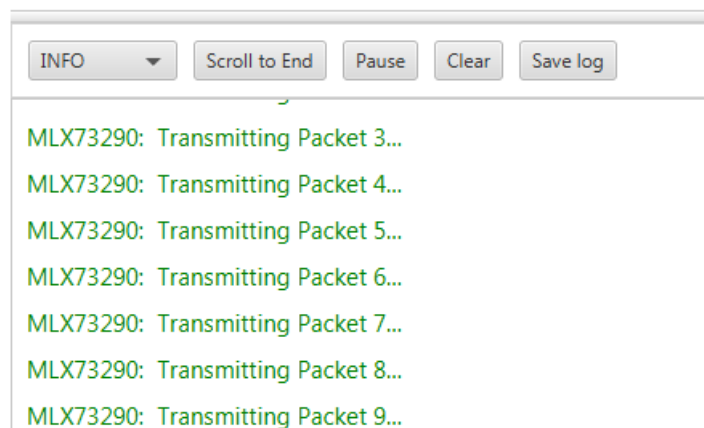 INFO Scroll to End Pause Clear Save log
MLX73290: Transmitting Packet 3...
MLX73290: Transmitting Packet 4...
MLX73290: Transmitting Packet 5...
MLX73290: Transmitting Packet 6...
MLX73290: Transmitting Packet 7...
MLX73290: Transmitting Packet 8...
MLX73290: Transmitting Packet 9...